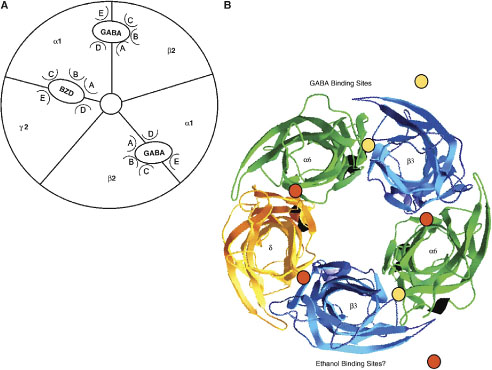 A
E
GABA
C
B
D
A
α1
β2
C
B
A
BZD
E
D
γ2
α1
D
A
B
GABA
C
E
β2
B
GABA Binding Sites
α6
β3
δ
α6
β3
Ethanol Binding Sites?